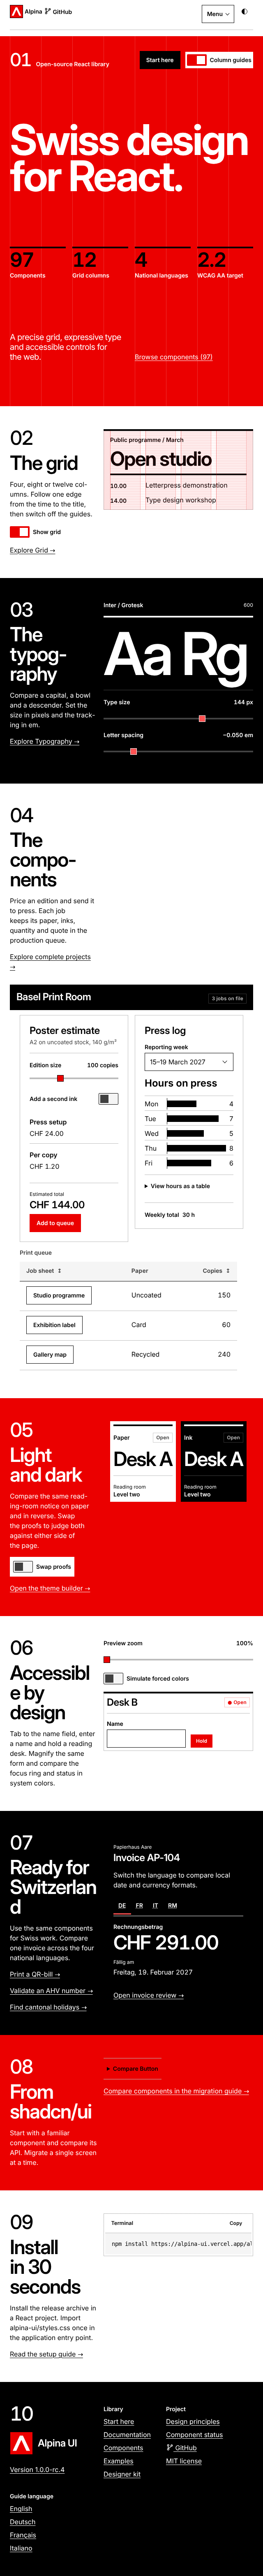 Alpina GitHub
Menu
01 Open-source React library
Start here
Column guides
Swiss design
for React.
97
Components
12
Grid columns
4
National languages
2.2
WCAG AA target
A precise grid, expressive type
and accessible controls for
the web.
Browse components (97)
02
The grid
Four, eight or twelve col-
umns. Follow one edge
from the time to the title,
then switch off the guides.
Show grid
Explore Grid →
Public programme / March
Open studio
10.00 Letterpress demonstration
14.00 Type design workshop
03
The
typog-
raphy
Compare a capital, a bowl
and a descender. Set the
size in pixels and the track-
ing in em.
Explore Typography →
Inter / Grotesk 600
Aa Rg
Type size 144 px
Letter spacing −0.050 em
04
The
compo-
nents
Price an edition and send it
to press. Each job
keeps its paper, inks,
quantity and quote in the
production queue.
Explore complete projects
→
Basel Print Room
3 jobs on file
Poster estimate
A2 on uncoated stock, 140 g/m²
Edition size 100 copies
Add a second ink
Press setup
CHF 24.00
Per copy
CHF 1.20
Estimated total
CHF 144.00
Add to queue
Press log
Reporting week
15–19 March 2027
Hours on press
Mon 4
Tue 7
Wed 5
Thu 8
Fri 6
View hours as a table
Weekly total 30 h
Print queue
Job sheet ↕ Paper Copies ↕
Studio programme Uncoated 150
Exhibition label Card 60
Gallery map Recycled 240
05
Light
and dark
Compare the same read-
ing-room notice on paper
and in reverse. Swap
the proofs to judge both
against either side of
the page.
Swap proofs
Open the theme builder →
Paper Open
Desk A
Reading room
Level two
Ink Open
Desk A
Reading room
Level two
06
Accessibl
e by
design
Tab to the name field, enter
a name and hold a reading
desk. Magnify the same
form and compare the
focus ring and status in
system colors.
Preview zoom 100%
Simulate forced colors
Desk B
Open
Name
Hold
07
Ready for
Switzerlan
d
Use the same components
for Swiss work. Compare
one invoice across the four
national languages.
Print a QR-bill →
Validate an AHV number →
Find cantonal holidays →
Papierhaus Aare
Invoice AP-104
Switch the language to compare local
date and currency formats.
DE FR IT RM
Rechnungsbetrag
CHF 291.00
Fällig am
Freitag, 19. Februar 2027
Open invoice review →
08
From
shadcn/ui
Start with a familiar
component and compare its
API. Migrate a single screen
at a time.
Compare Button
Compare components in the migration guide →
09
Install
in 30
seconds
Install the release archive in
a React project. Import
alpina-ui/styles.css once in
the application entry point.
Read the setup guide →
Terminal Copy
npm install https://alpina-ui.vercel.app/al
10
Alpina UI
Version 1.0.0-rc.4
Library
Start here
Documentation
Components
Examples
Designer kit
Project
Design principles
Component status
GitHub
MIT license
Guide language
English
Deutsch
Français
Italiano